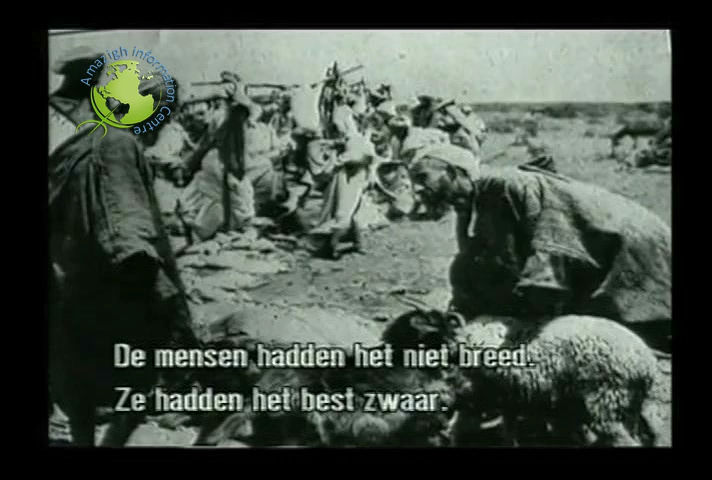 Amazigh information Centre
De mensen hadden het niet breed.
Ze hadden het best zwaar.